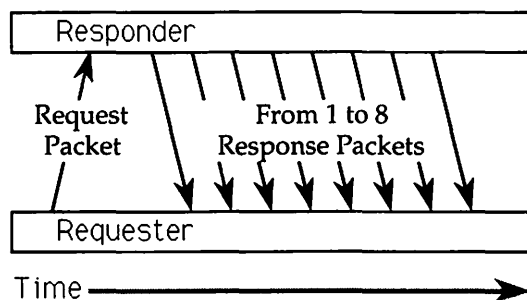 Responder
Request
Packet
From 1 to 8
Response Packets
Requester
Time